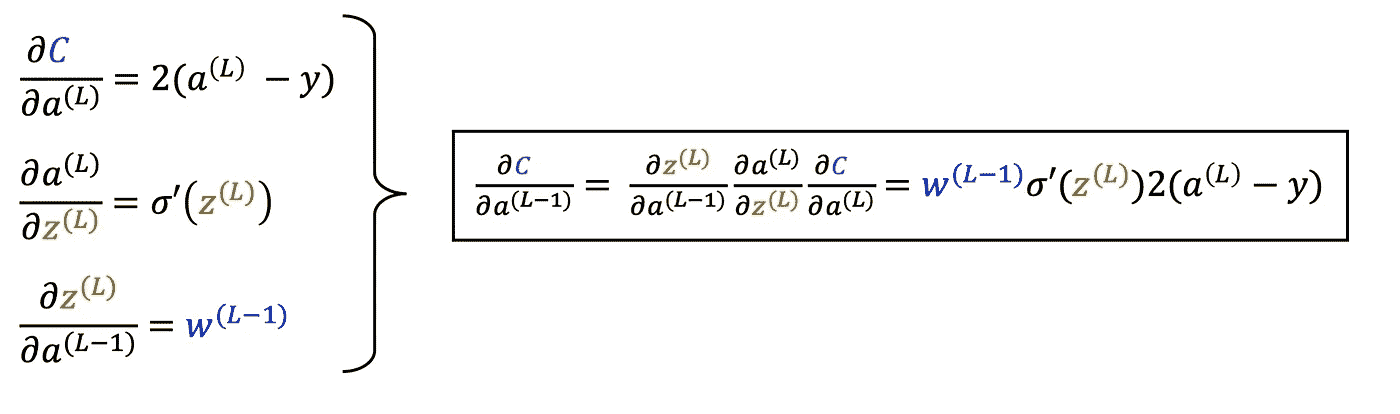 ∂C/∂a^(L) = 2(a^(L) − y)
∂a^(L)/∂z^(L) = σ′(z^(L))
∂z^(L)/∂a^(L−1) = w^(L−1)
∂C/∂a^(L−1) = ∂z^(L)/∂a^(L−1) ∂a^(L)/∂z^(L) ∂C/∂a^(L) = w^(L−1)σ′(z^(L))2(a^(L) − y)